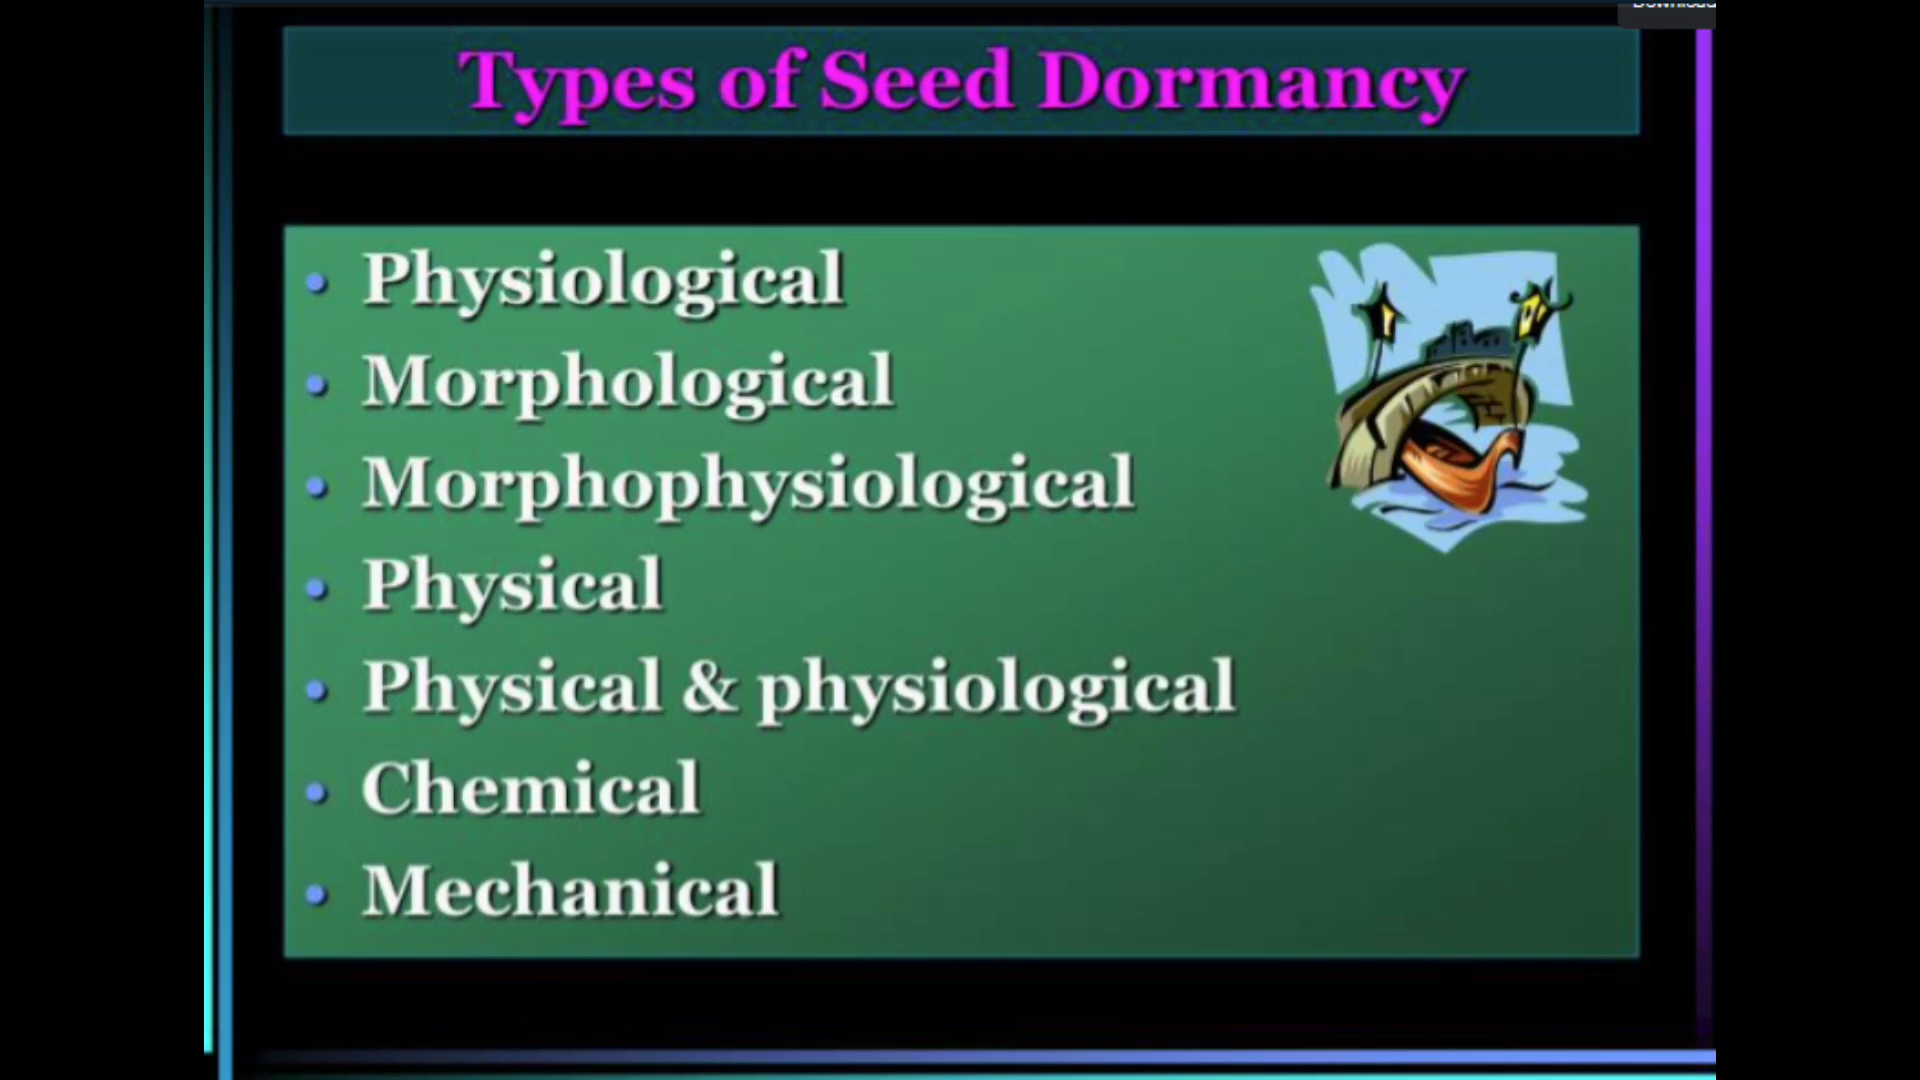 Types of Seed Dormancy
• Physiological
• Morphological
• Morphophysiological
• Physical
• Physical & physiological
• Chemical
• Mechanical